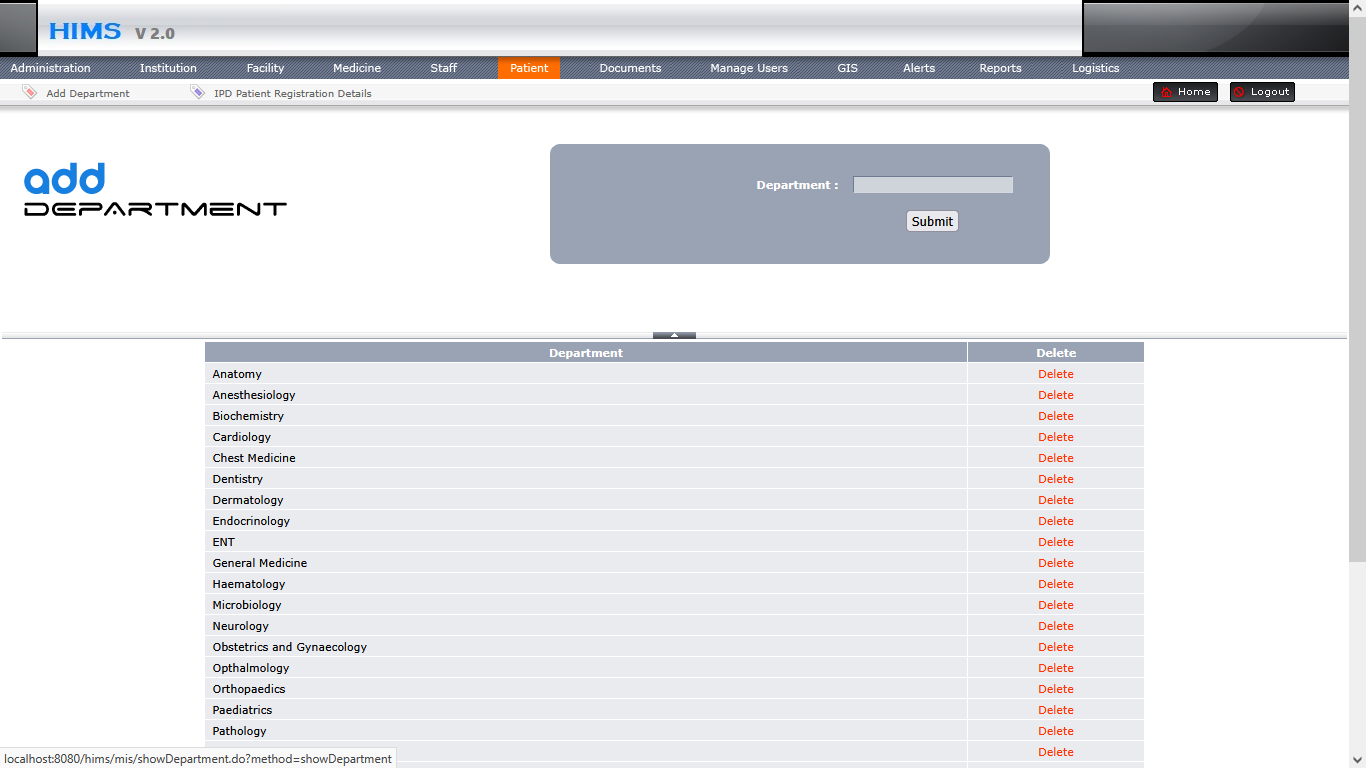 HIMS V 2.0
Administration Institution Facility Medicine Staff Patient Documents Manage Users GIS Alerts Reports Logistics
Add Department IPD Patient Registration Details Home Logout
add
DEPARTMENT
Department :
Submit
Department Delete
Anatomy Delete
Anesthesiology Delete
Biochemistry Delete
Cardiology Delete
Chest Medicine Delete
Dentistry Delete
Dermatology Delete
Endocrinology Delete
ENT Delete
General Medicine Delete
Haematology Delete
Microbiology Delete
Neurology Delete
Obstetrics and Gynaecology Delete
Opthalmology Delete
Orthopaedics Delete
Paediatrics Delete
Pathology Delete
Delete
localhost:8080/hims/mis/showDepartment.do?method=showDepartment